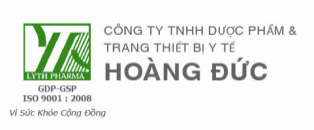 LYTH PHARMA
GDP-GSP
ISO 9001 : 2008
Vì Sức Khỏe Cộng Đồng
CÔNG TY TNHH DƯỢC PHẨM &
TRANG THIẾT BỊ Y TẾ
HOÀNG ĐỨC